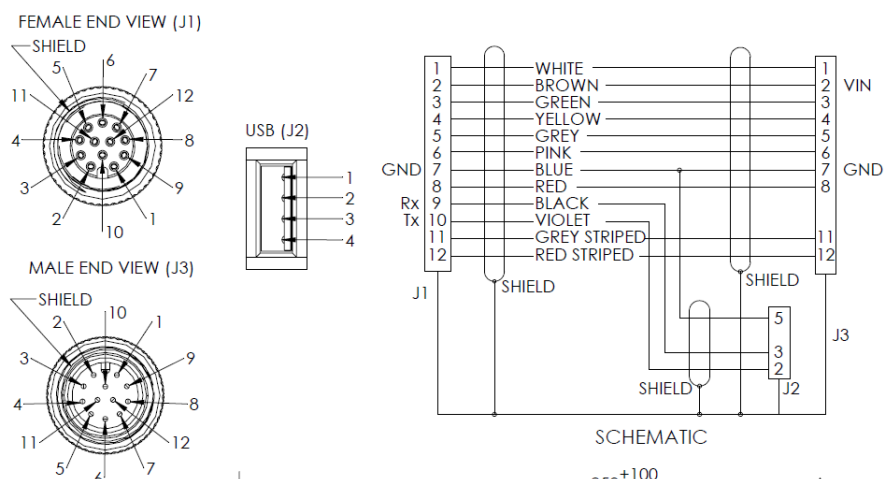 FEMALE END VIEW (J1)
SHIELD
6
5
7
11
12
4
8
3
9
2
1
10
USB (J2)
1
2
3
4
MALE END VIEW (J3)
SHIELD
10
2
1
3
9
4
8
11
12
5
7
6
1 WHITE 1
2 BROWN 2 VIN
3 GREEN 3
4 YELLOW 4
5 GREY 5
6 PINK 6
GND 7 BLUE 7 GND
8 RED 8
Rx 9 BLACK
Tx 10 VIOLET
11 GREY STRIPED 11
12 RED STRIPED 12
J1
SHIELD
SHIELD
5
3
2
J3
SHIELD
J2
SCHEMATIC
+100